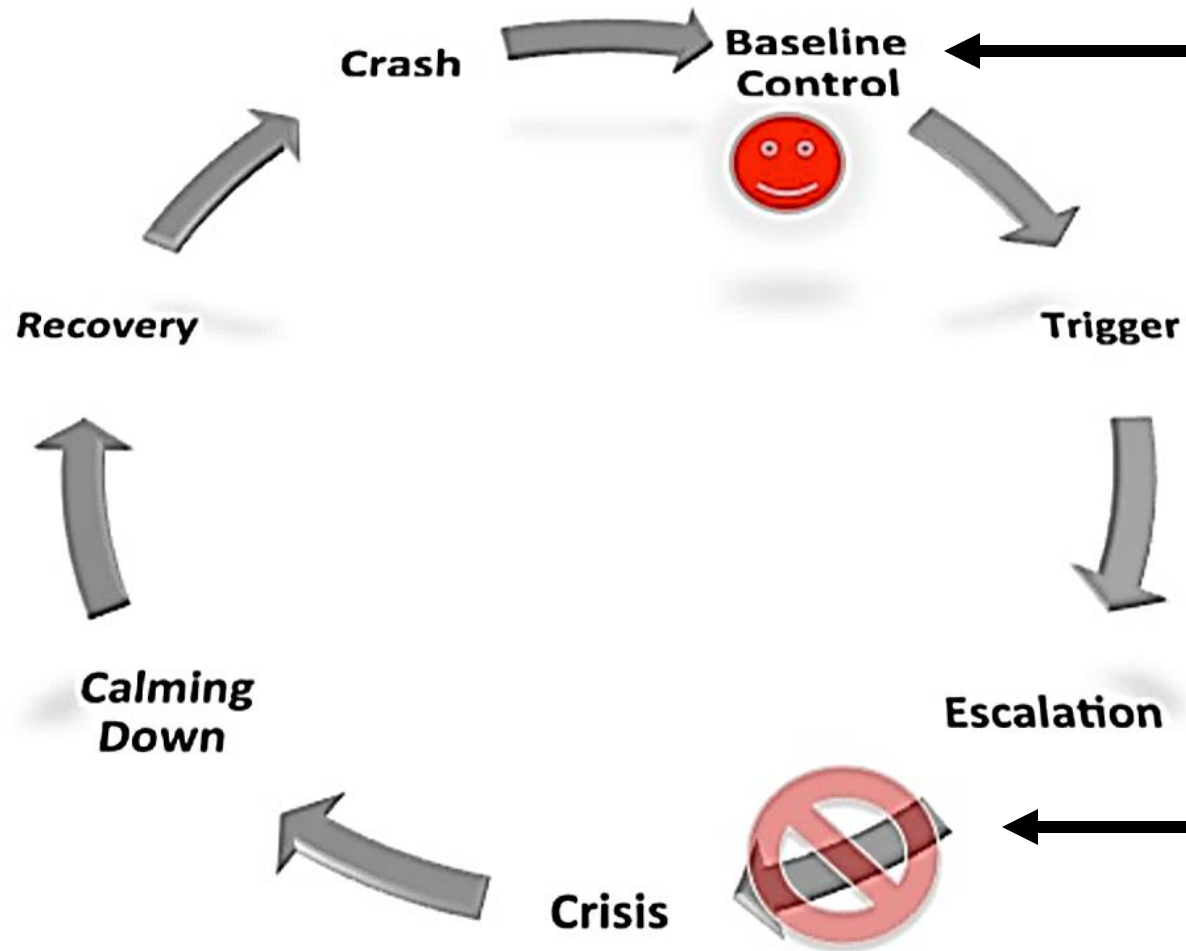 Crash
Baseline
Control
Recovery
Trigger
Calming
Down
Escalation
Crisis